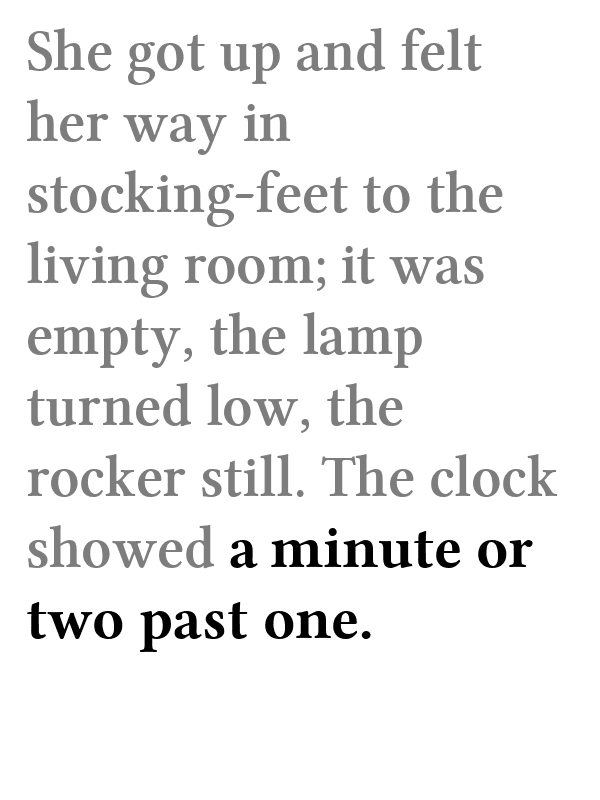 She got up and felt
her way in
stocking-feet to the
living room; it was
empty, the lamp
turned low, the
rocker still. The clock
showed a minute or
two past one.